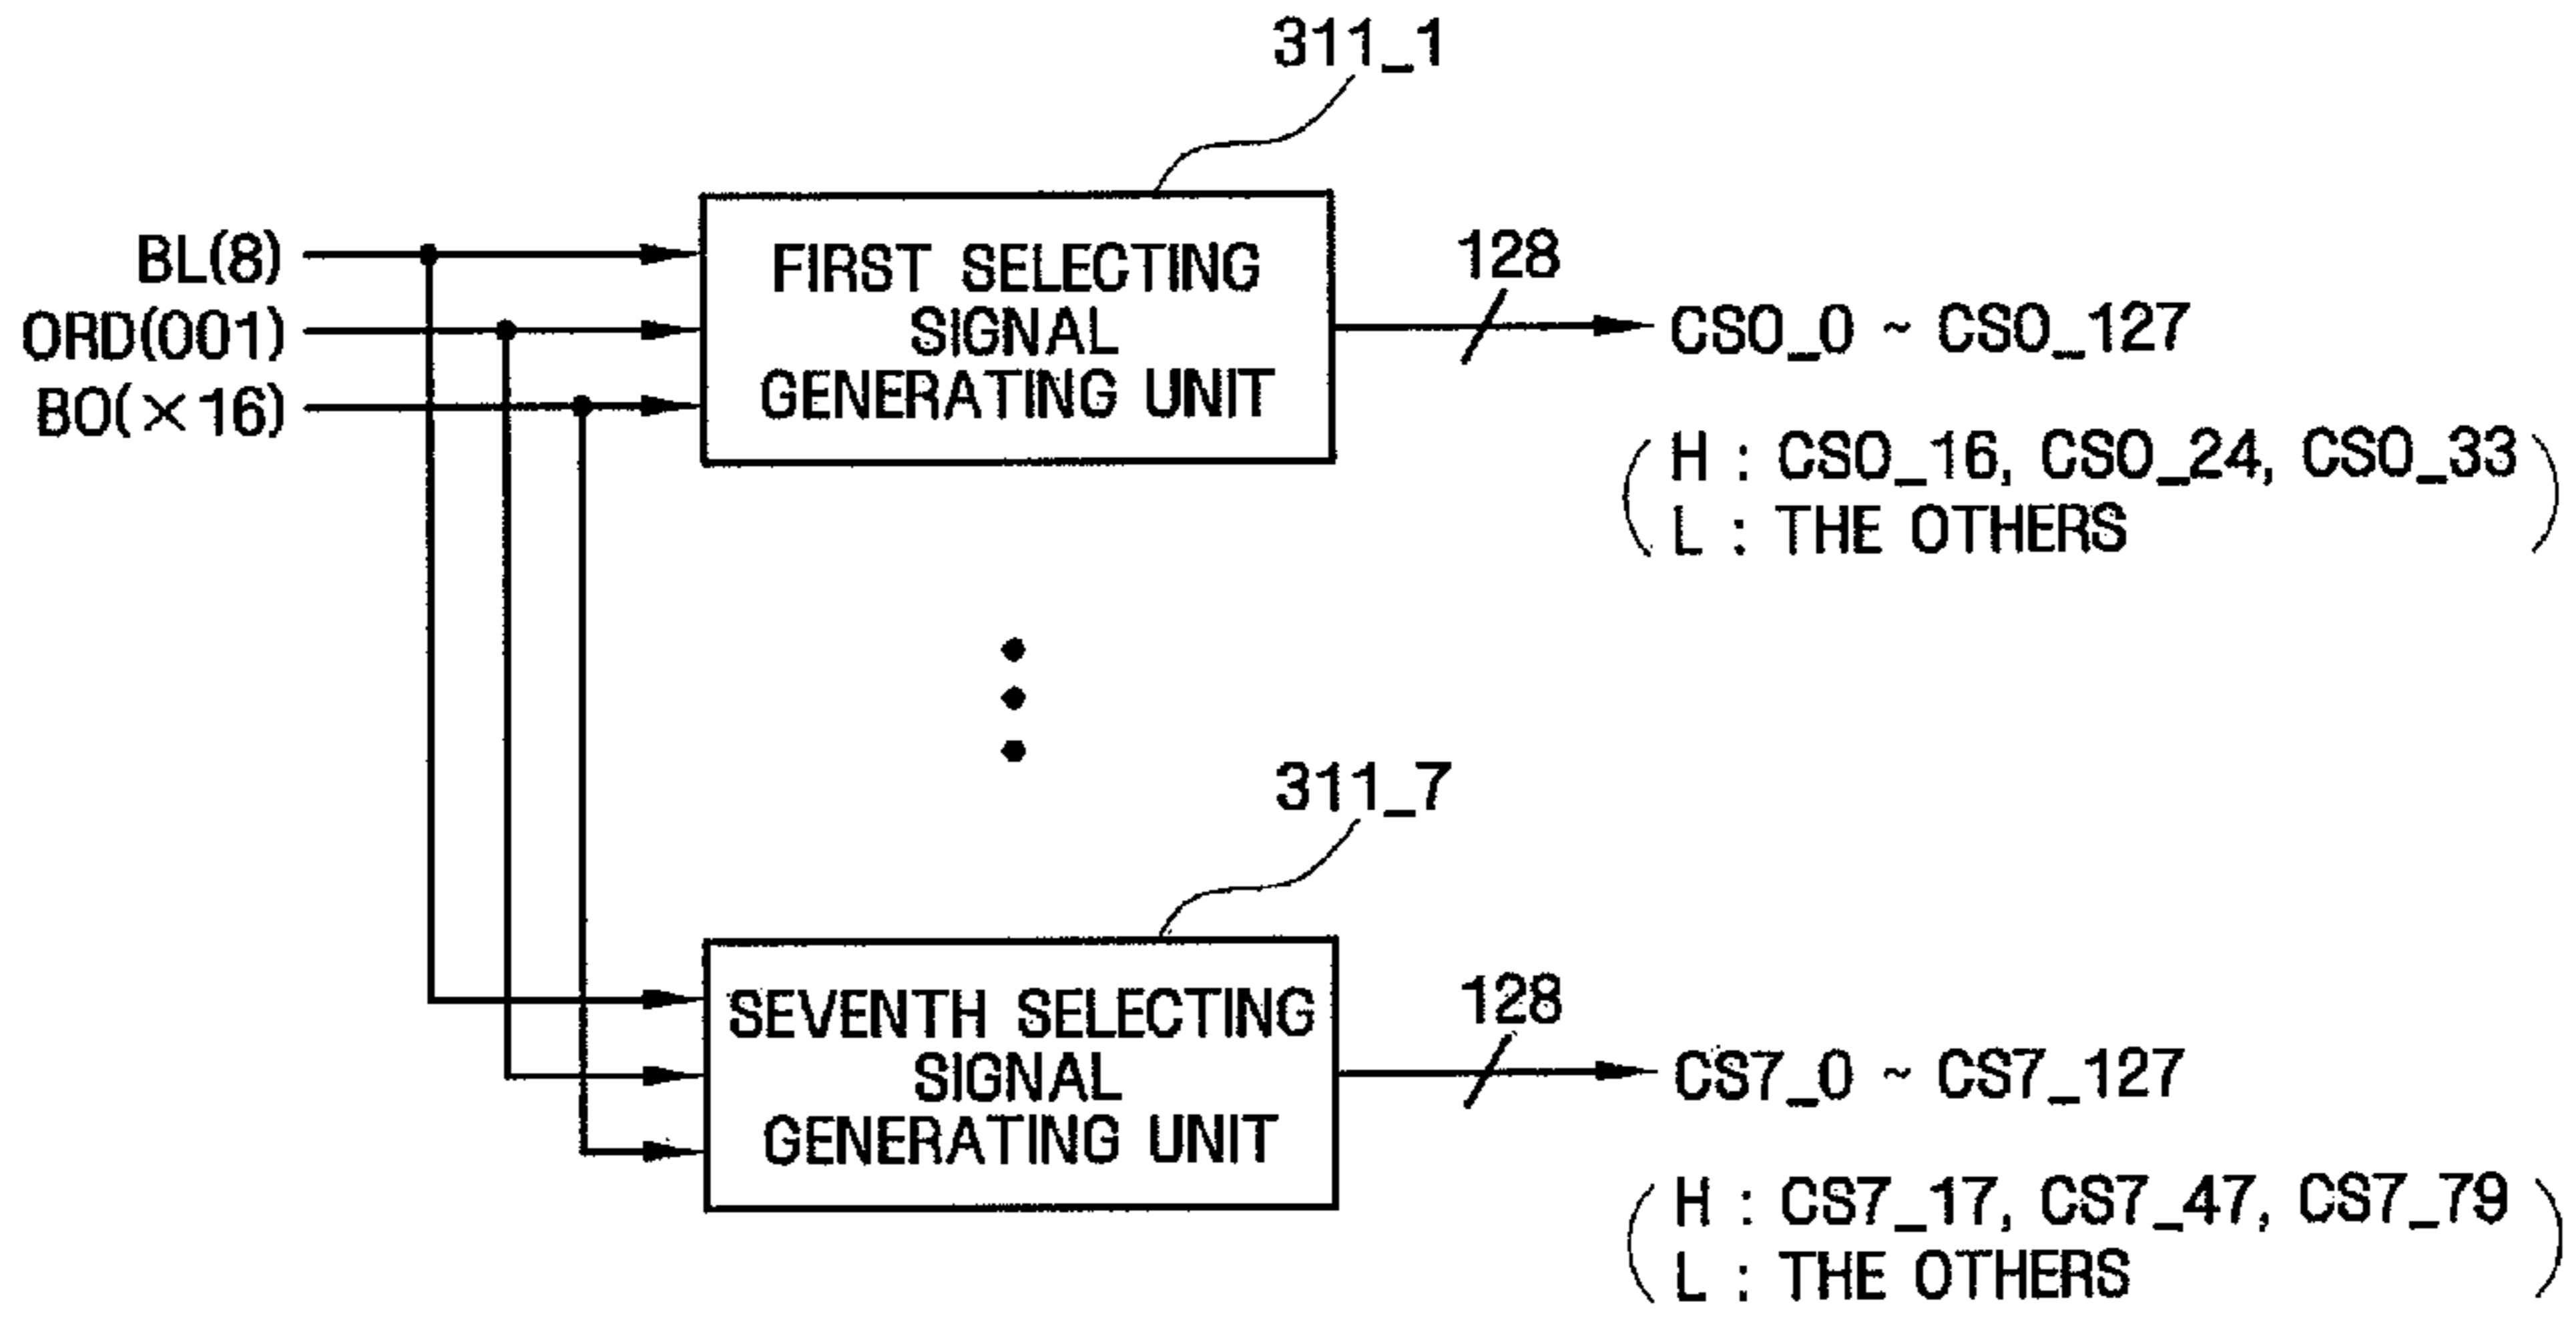 311_1
BL(8)
ORD(001)
BO(×16)
FIRST SELECTING
SIGNAL
GENERATING UNIT
128
CS0_0 ~ CS0_127
H : CS0_16, CS0_24, CS0_33
L : THE OTHERS
311_7
SEVENTH SELECTING
SIGNAL
GENERATING UNIT
128
CS7_0 ~ CS7_127
H : CS7_17, CS7_47, CS7_79
L : THE OTHERS